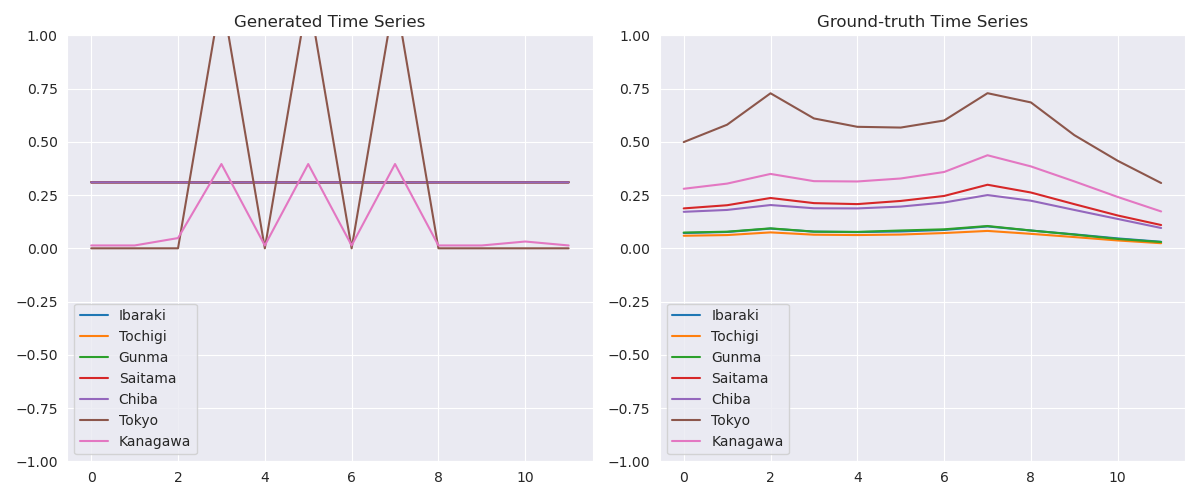 Generated Time Series
1.00
0.75
0.50
0.25
0.00
−0.25
−0.50
−0.75
−1.00
Ibaraki
Tochigi
Gunma
Saitama
Chiba
Tokyo
Kanagawa
0 2 4 6 8 10
Ground-truth Time Series
1.00
0.75
0.50
0.25
0.00
−0.25
−0.50
−0.75
−1.00
Ibaraki
Tochigi
Gunma
Saitama
Chiba
Tokyo
Kanagawa
0 2 4 6 8 10